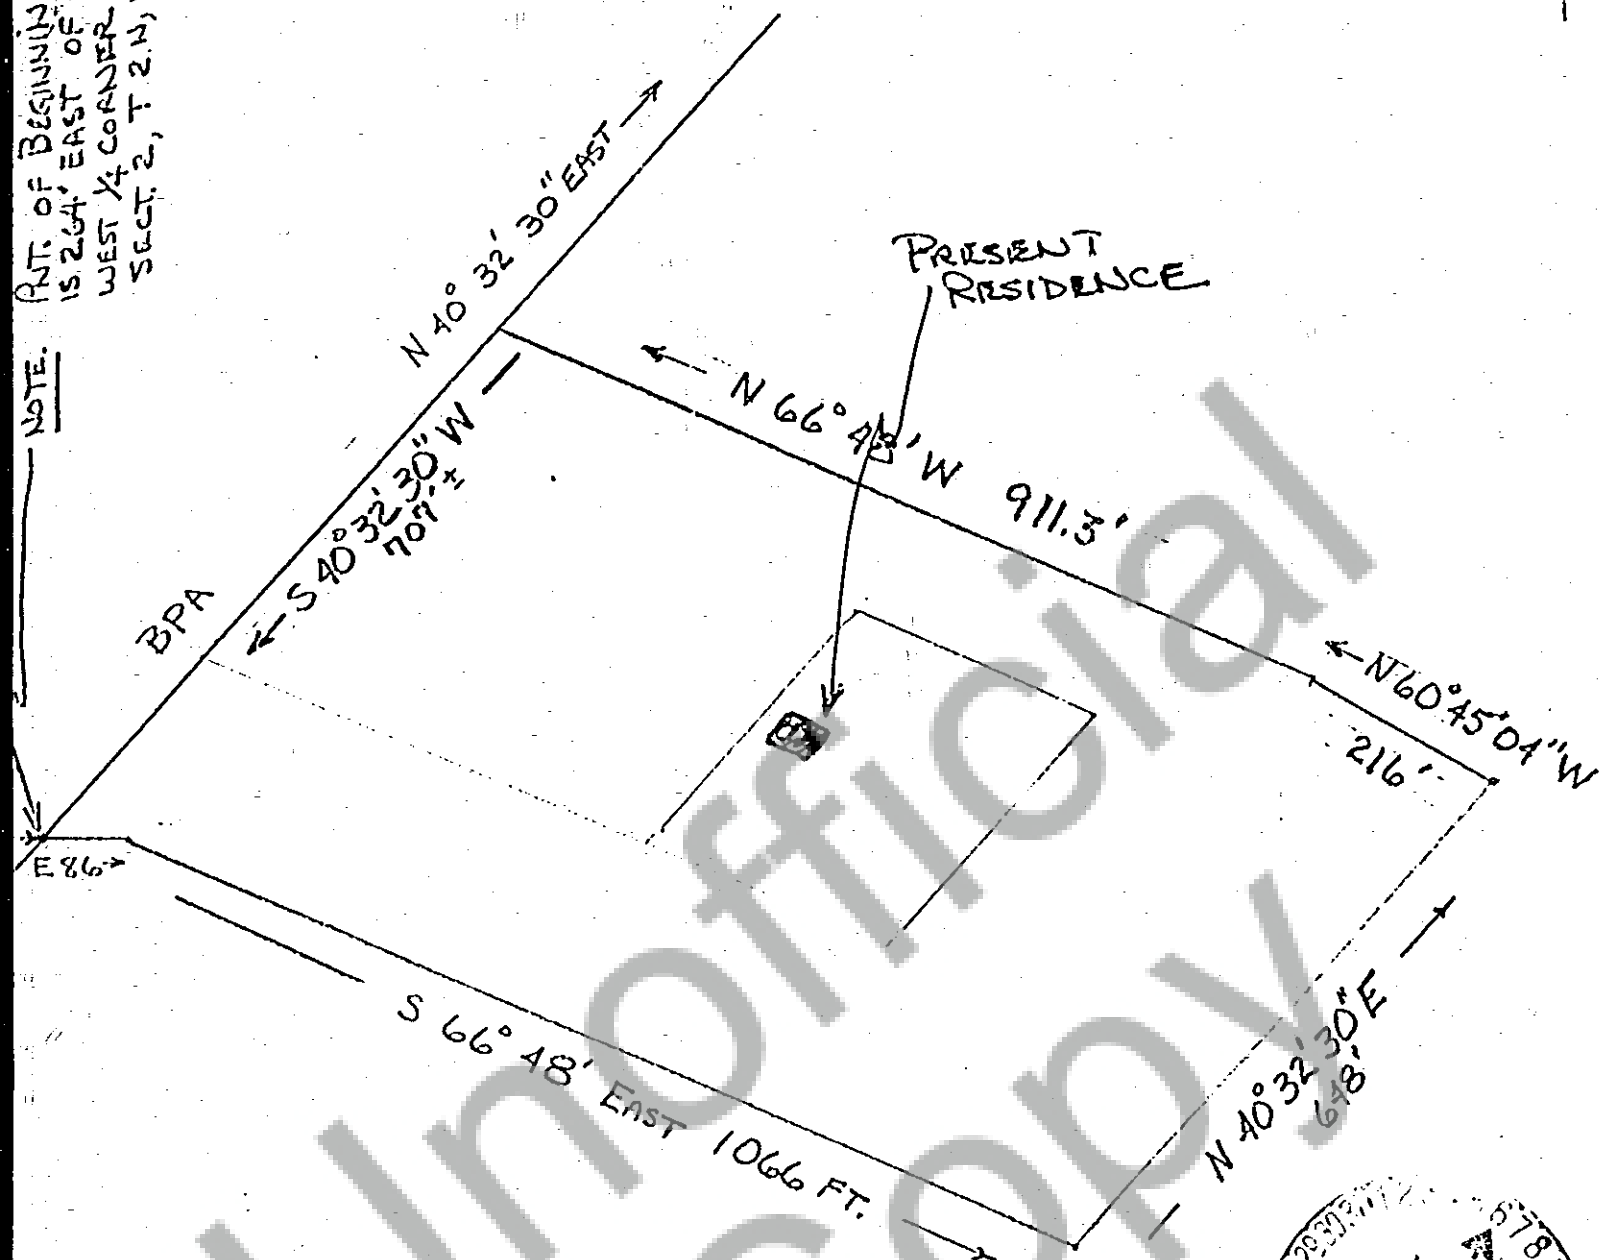 PNT. OF BEGINNIN
IS 264' EAST OF
WEST 1/4 CORNER
SECT. 2, T. 2 N,
NOTE.
N 40° 32' 30" EAST
PRESENT
RESIDENCE
N 66° 48' W 911.3'
S 40° 32' 30" W
707' ±
BPA
N 60° 45' 04" W
216'
E 86
S 66° 48' EAST 1066 FT.
N 40° 32' 30" E
648'
Unofficial
Copy
678